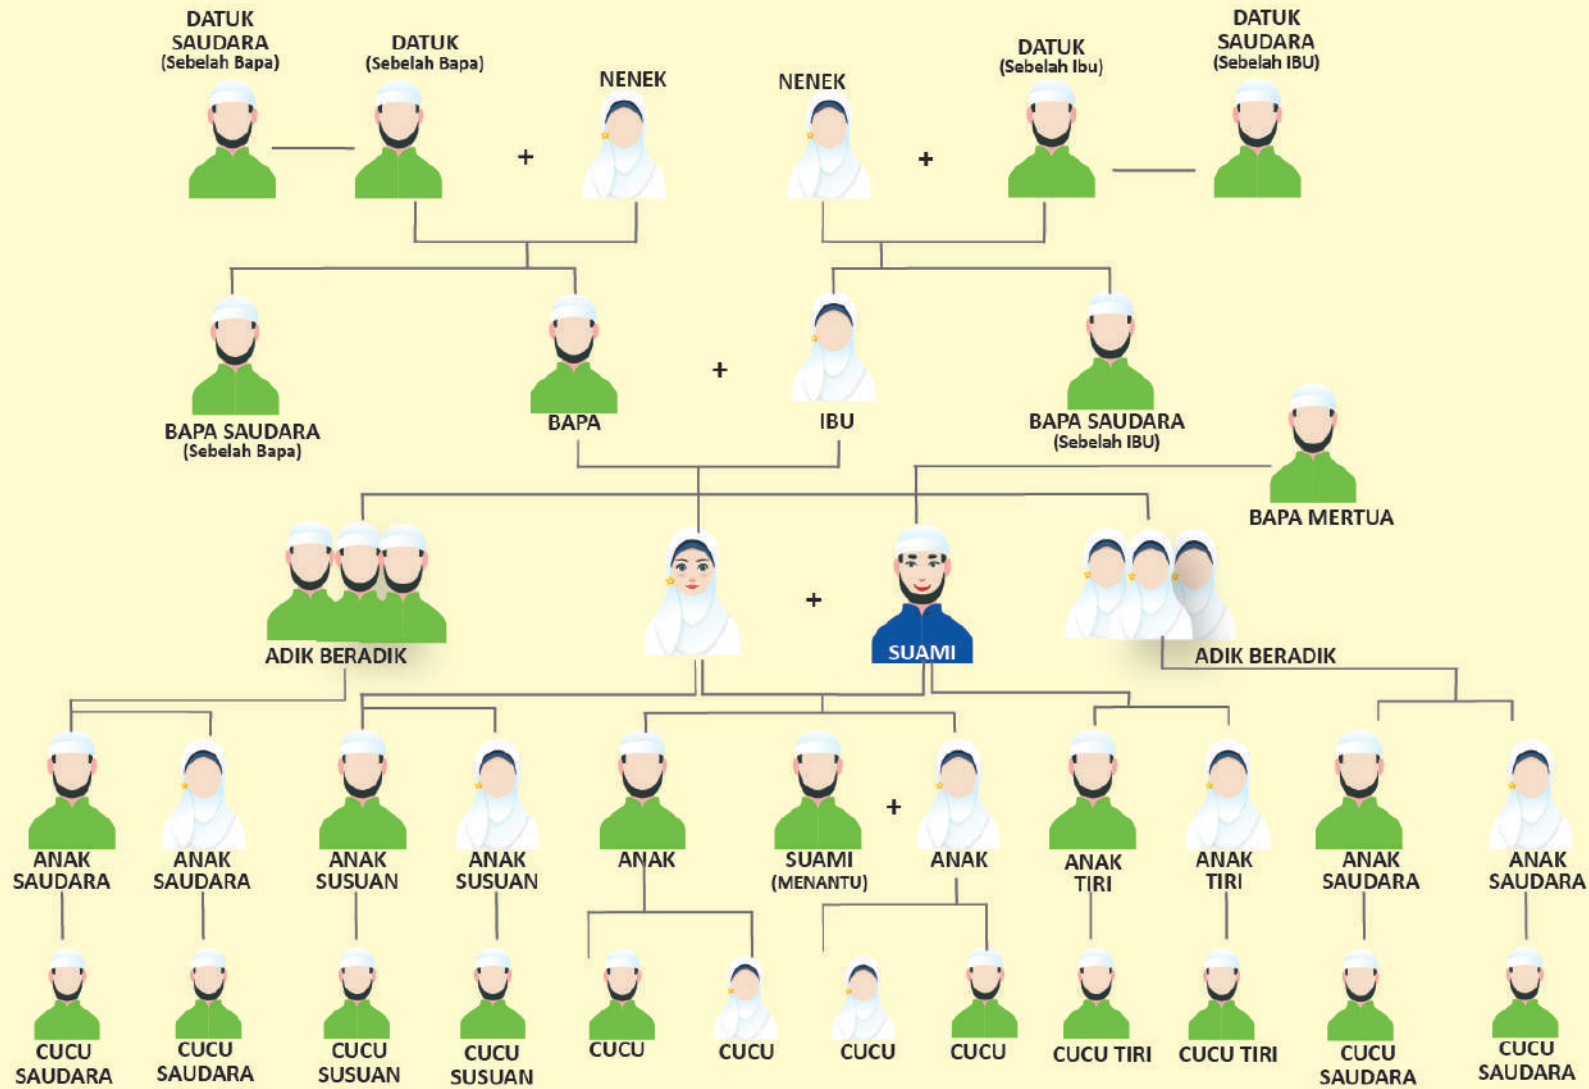 DATUK
SAUDARA
(Sebelah Bapa)
DATUK
(Sebelah Bapa)
NENEK
NENEK
DATUK
(Sebelah Ibu)
DATUK
SAUDARA
(Sebelah IBU)
+
+
BAPA SAUDARA
(Sebelah Bapa)
BAPA
+
IBU
BAPA SAUDARA
(Sebelah IBU)
BAPA MERTUA
ADIK BERADIK
+
SUAMI
ADIK BERADIK
ANAK
SAUDARA
ANAK
SAUDARA
ANAK
SUSUAN
ANAK
SUSUAN
ANAK
SUAMI
(MENANTU)
+
ANAK
ANAK
TIRI
ANAK
TIRI
ANAK
SAUDARA
ANAK
SAUDARA
CUCU
SAUDARA
CUCU
SAUDARA
CUCU
SUSUAN
CUCU
SUSUAN
CUCU
CUCU
CUCU
CUCU
CUCU TIRI
CUCU TIRI
CUCU
SAUDARA
CUCU
SAUDARA